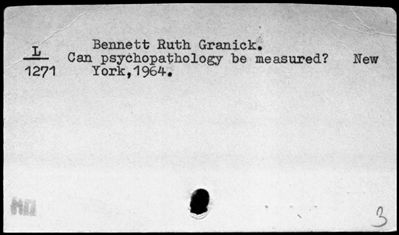 Bennett Ruth Granick.
L Can psychopathology be measured? New
1271 York,1964.
3